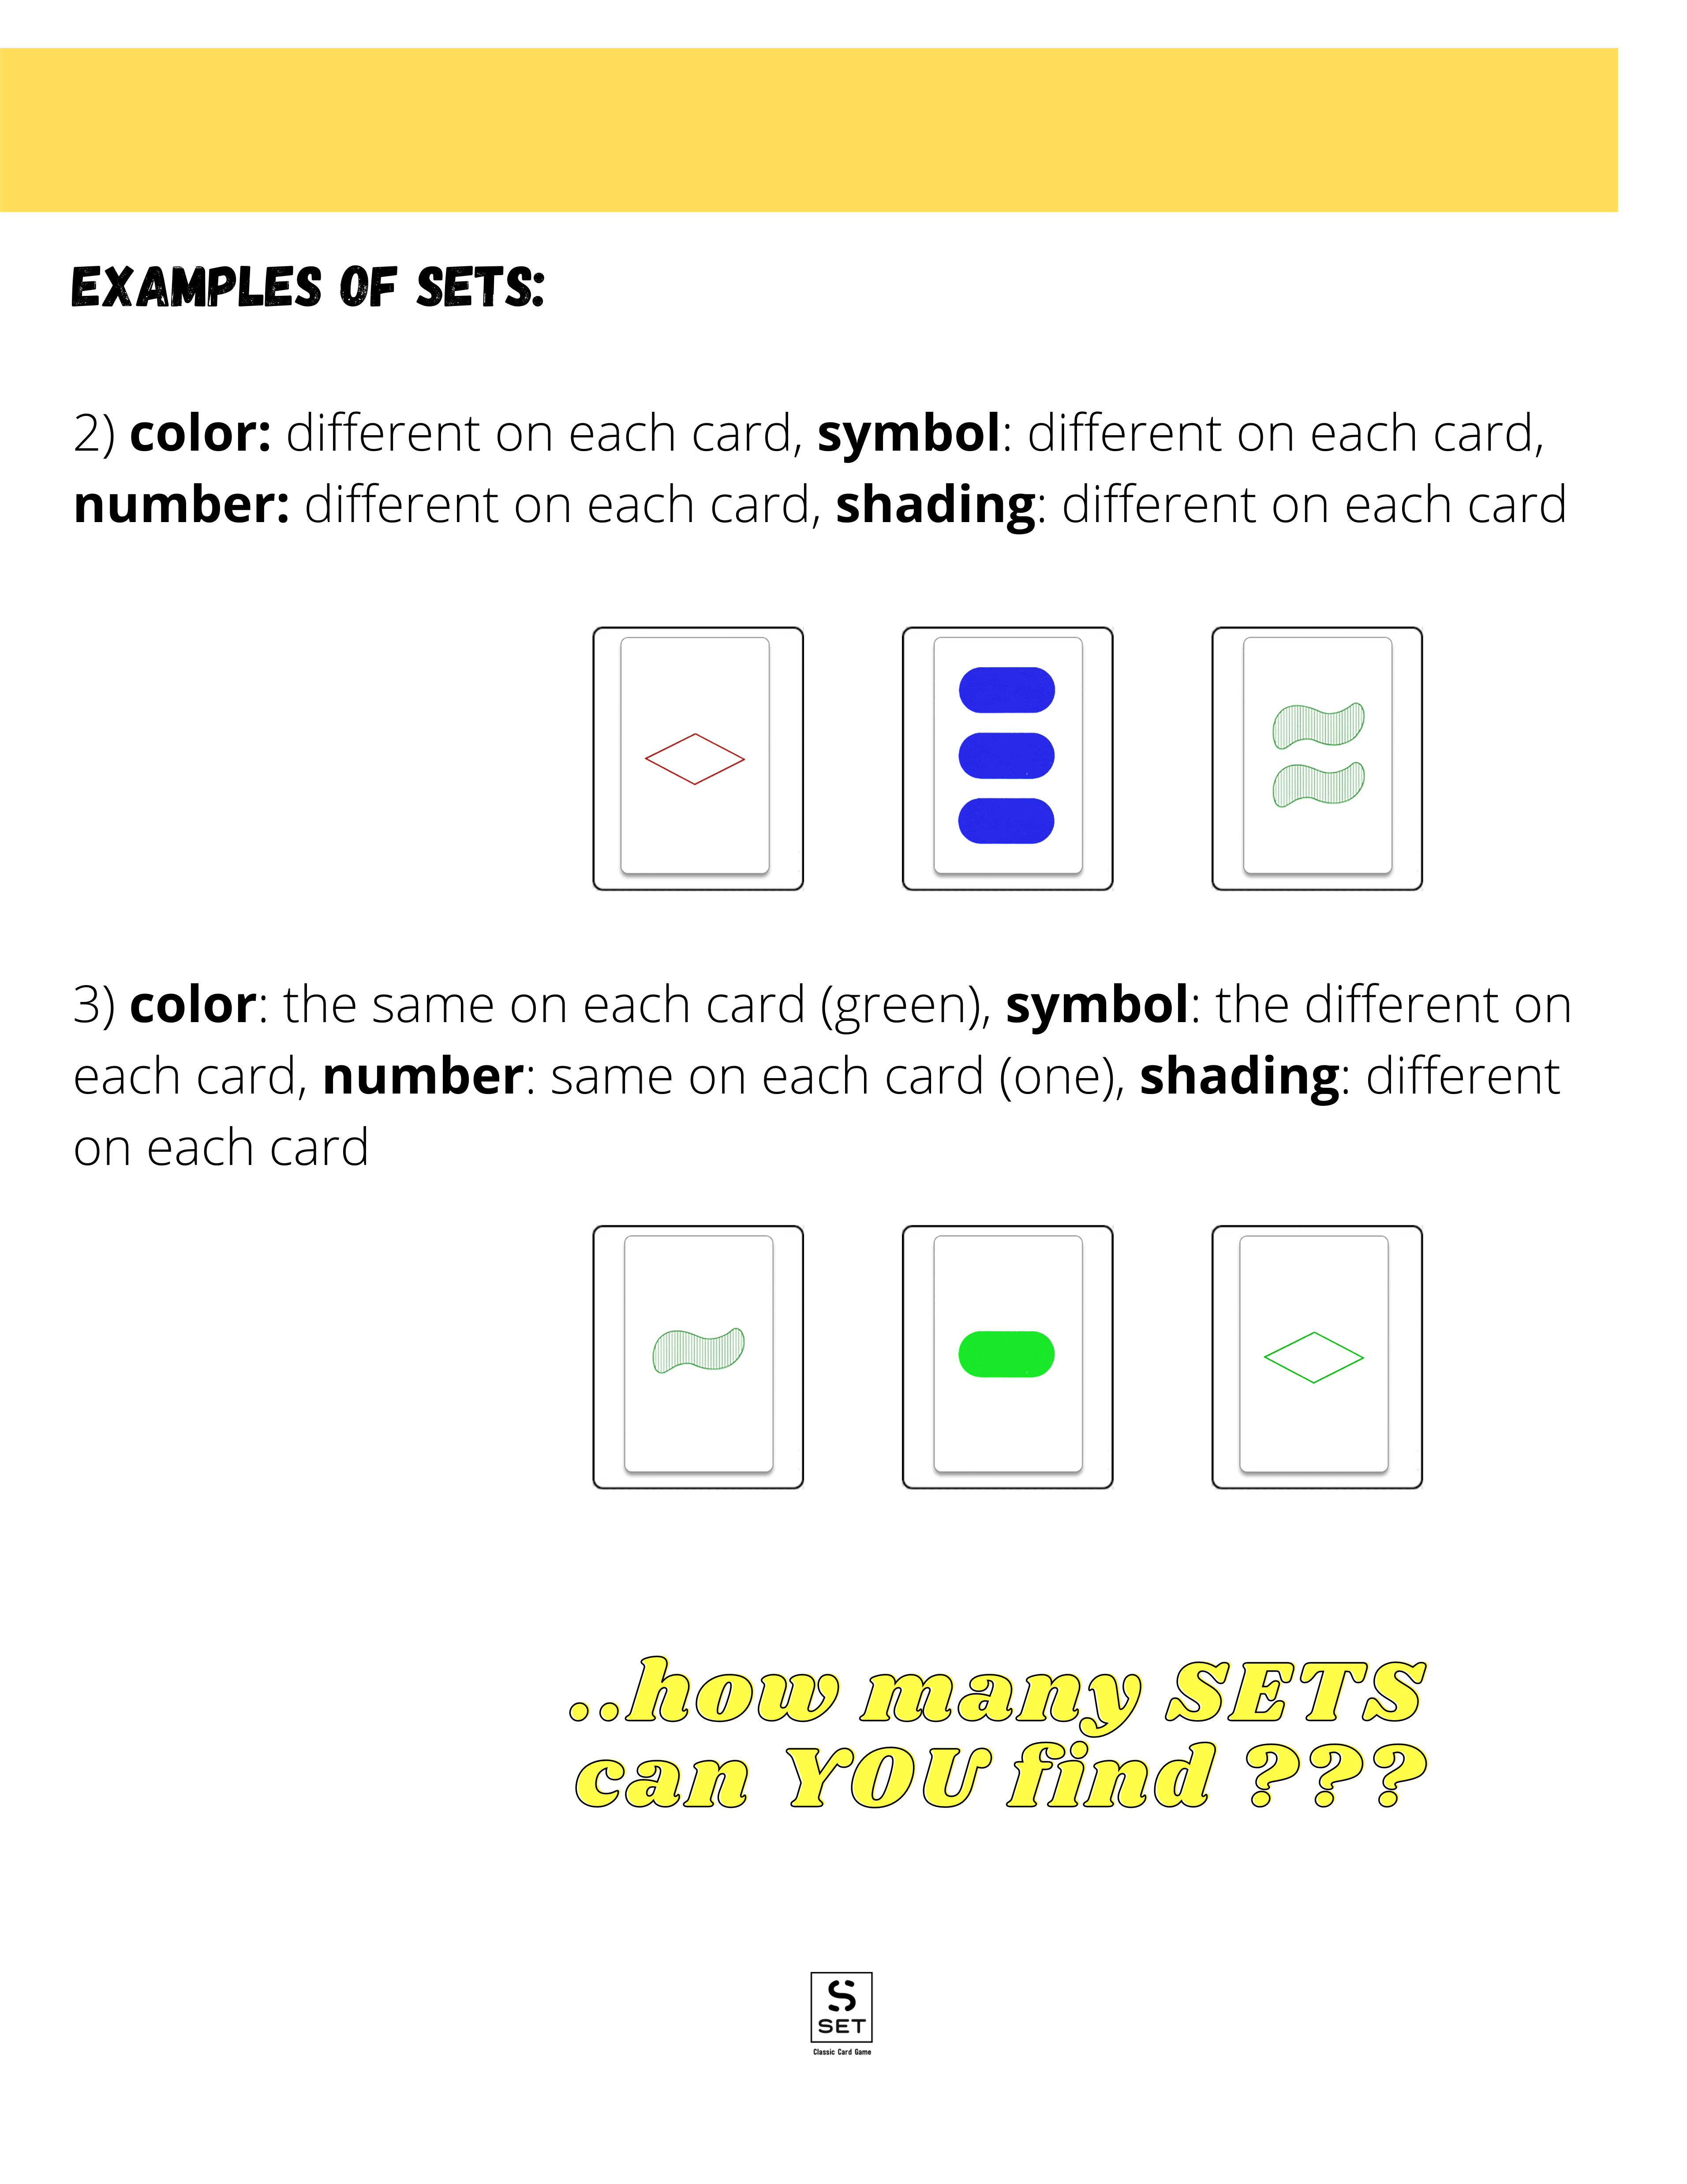 EXAMPLES OF SETS:
2) color: different on each card, symbol: different on each card,
number: different on each card, shading: different on each card
3) color: the same on each card (green), symbol: the different on
each card, number: same on each card (one), shading: different
on each card
..how many SETS
can YOU find ???
S
SET
Classic Card Game